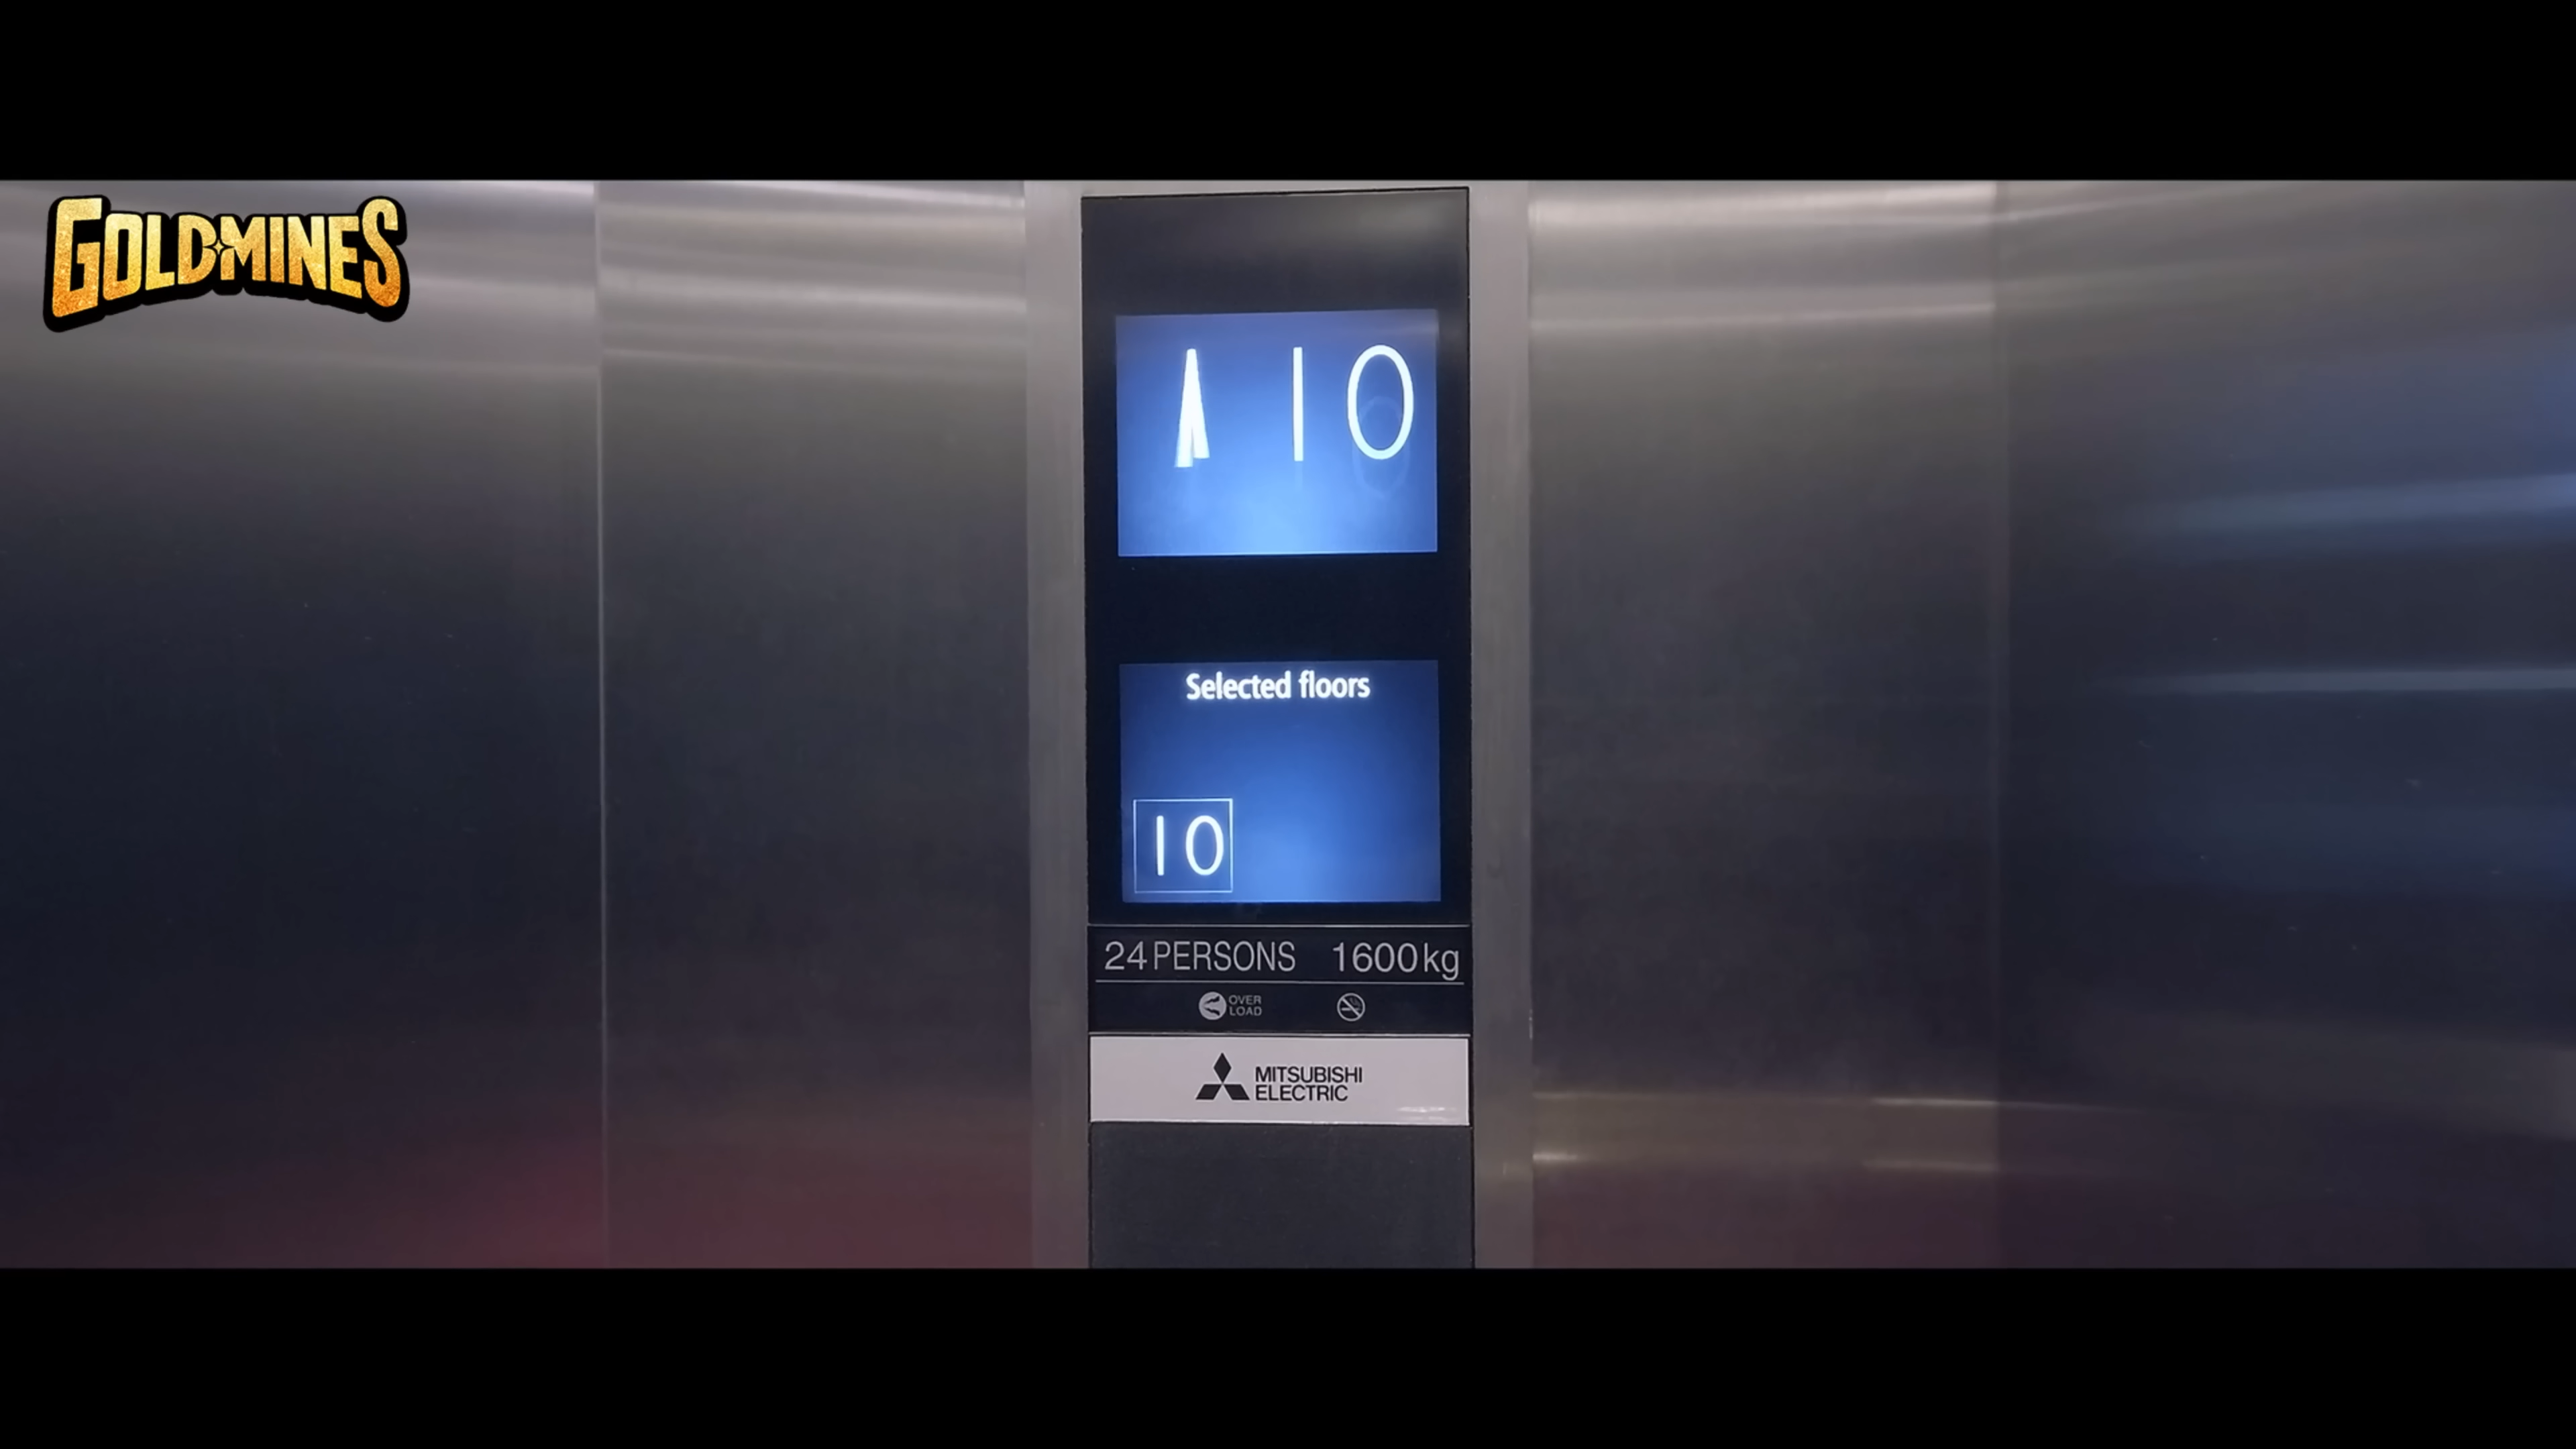 GOLDMINES
10
Selected floors
10
24 PERSONS 1600kg
OVER
LOAD
MITSUBISHI
ELECTRIC